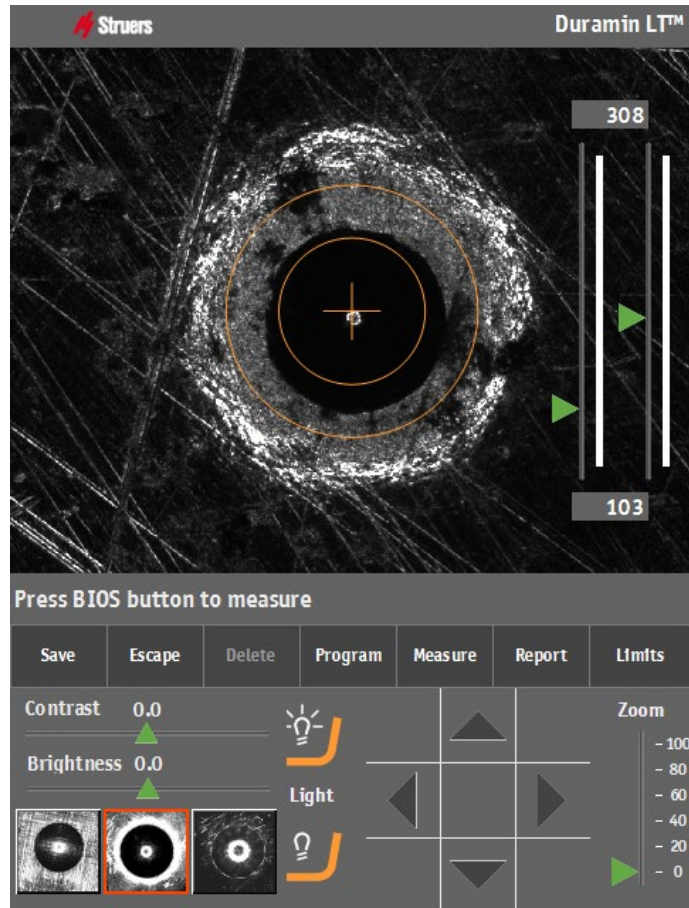 Struers
Duramin LT™
308
103
Press BIOS button to measure
Save Escape Delete Program Measure Report Limits
Contrast 0.0
Brightness 0.0
Light
Zoom
- 100
- 80
- 60
- 40
- 20
- 0